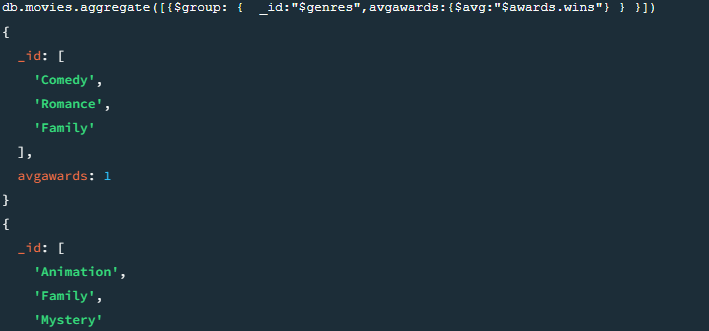 db.movies.aggregate([{$group: {  _id:"$genres",avgawards:{$avg:"$awards.wins"} } }])
{
  _id: [
    'Comedy',
    'Romance',
    'Family'
  ],
  avgawards: 1
}
{
  _id: [
    'Animation',
    'Family',
    'Mystery'